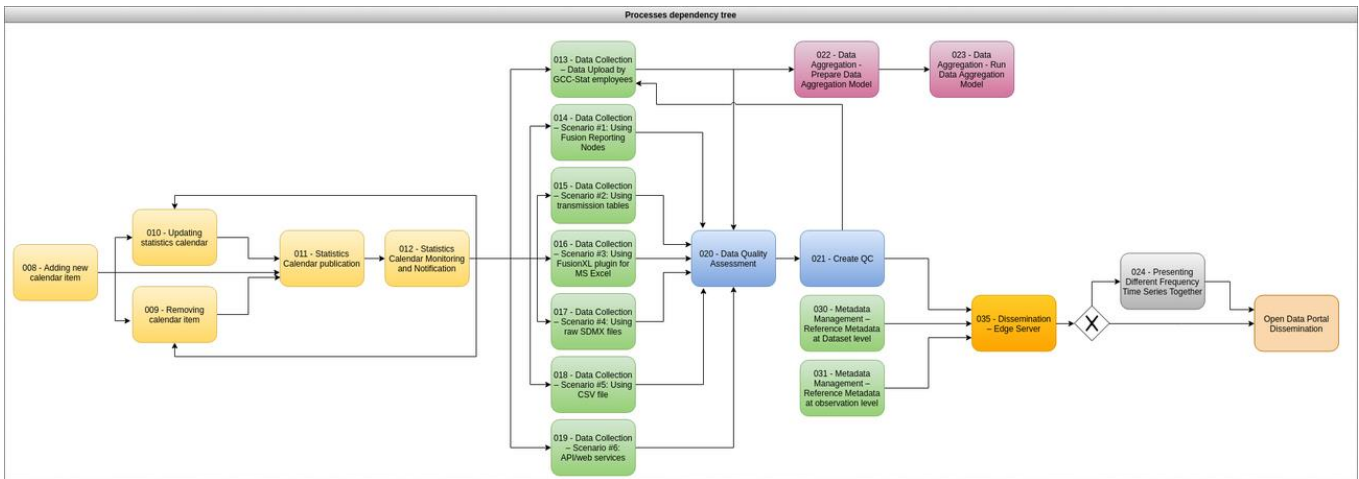 Processes dependency tree
008 - Adding new
calendar item
010 - Updating
statistics calendar
009 - Removing
calendar item
011 - Statistics
Calendar publication
012 - Statistics
Calendar Monitoring
and Notification
013 - Data Collection
– Data Upload by
GCC-Stat employees
014 - Data Collection
– Scenario #1: Using
Fusion Reporting
Nodes
015 - Data Collection
– Scenario #2: Using
transmission tables
016 - Data Collection
– Scenario #3: Using
FusionXL plugin for
MS Excel
017 - Data Collection
– Scenario #4: Using
raw SDMX files
018 - Data Collection
– Scenario #5: Using
CSV file
019 - Data Collection
– Scenario #6:
API/web services
020 - Data Quality
Assessment
022 - Data
Aggregation -
Prepare Data
Aggregation Model
023 - Data
Aggregation - Run
Data Aggregation
Model
021 - Create QC
030 - Metadata
Management –
Reference Metadata
at Dataset level
031 - Metadata
Management –
Reference Metadata
at observation level
035 - Dissemination
– Edge Server
X
024 - Presenting
Different Frequency
Time Series Together
Open Data Portal
Dissemination